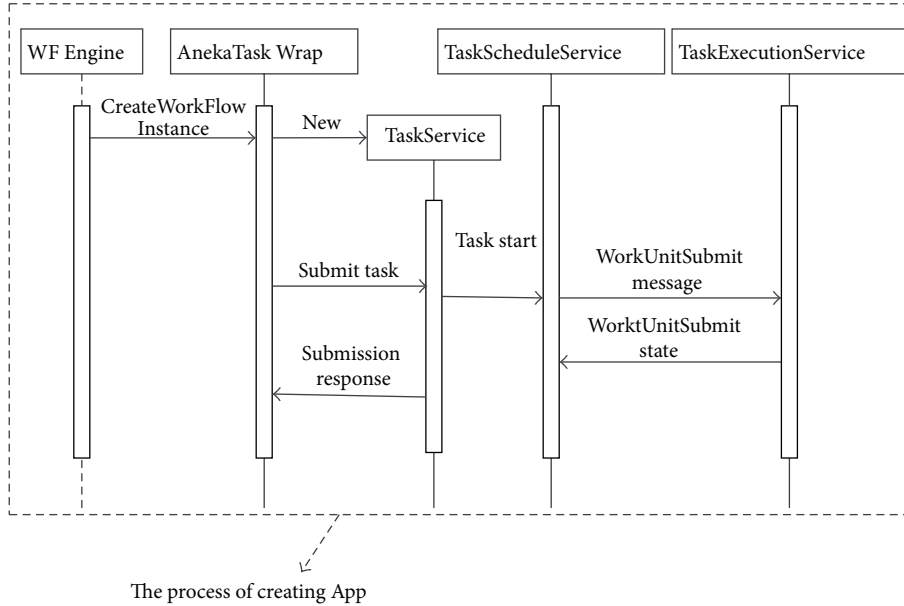 WF Engine
AnekaTask Wrap
TaskScheduleService
TaskExecutionService
CreateWorkFlow
Instance
New
TaskService
Task start
Submit task
WorkUnitSubmit
message
WorktUnitSubmit
state
Submission
response
The process of creating App